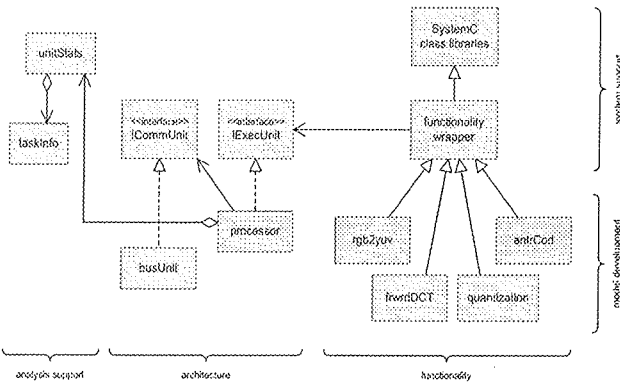 SystemC
class libraries
unitStats
taskInfo
<<interface>>
ICommUnit
<<interface>>
IExecUnit
functionality
wrapper
processor
busUnit
rgb2yuv
entrCod
frwrdDCT
quantization
model development
analysis support
architecture
functionality